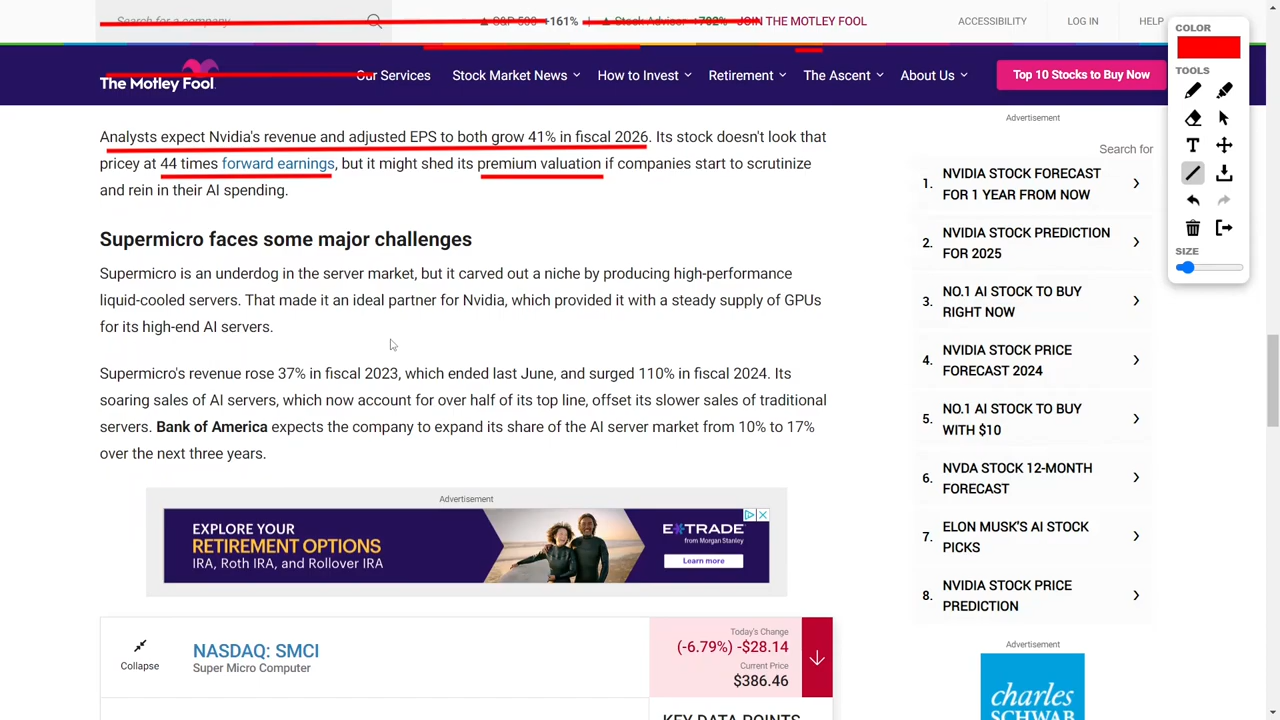 Search for a company
S&P 500 +161% | Stock Advisor +792% JOIN THE MOTLEY FOOL
ACCESSIBILITY LOG IN HELP
The Motley Fool
Our Services Stock Market News How to Invest Retirement The Ascent About Us Top 10 Stocks to Buy Now
Analysts expect Nvidia's revenue and adjusted EPS to both grow 41% in fiscal 2026. Its stock doesn't look that
pricey at 44 times forward earnings, but it might shed its premium valuation if companies start to scrutinize
and rein in their AI spending.
Supermicro faces some major challenges
Supermicro is an underdog in the server market, but it carved out a niche by producing high-performance
liquid-cooled servers. That made it an ideal partner for Nvidia, which provided it with a steady supply of GPUs
for its high-end AI servers.
Supermicro's revenue rose 37% in fiscal 2023, which ended last June, and surged 110% in fiscal 2024. Its
soaring sales of AI servers, which now account for over half of its top line, offset its slower sales of traditional
servers. Bank of America expects the company to expand its share of the AI server market from 10% to 17%
over the next three years.
Advertisement
EXPLORE YOUR
RETIREMENT OPTIONS
IRA, Roth IRA, and Rollover IRA
E*TRADE
from Morgan Stanley
Learn more
Collapse
NASDAQ: SMCI
Super Micro Computer
Today's Change
(-6.79%) -$28.14
Current Price
$386.46
KEY DATA POINTS
Advertisement
Search for
1. NVIDIA STOCK FORECAST
FOR 1 YEAR FROM NOW
2. NVIDIA STOCK PREDICTION
FOR 2025
3. NO.1 AI STOCK TO BUY
RIGHT NOW
4. NVIDIA STOCK PRICE
FORECAST 2024
5. NO.1 AI STOCK TO BUY
WITH $10
6. NVDA STOCK 12-MONTH
FORECAST
7. ELON MUSK'S AI STOCK
PICKS
8. NVIDIA STOCK PRICE
PREDICTION
Advertisement
charles
SCHWAB
COLOR
TOOLS
T
SIZE